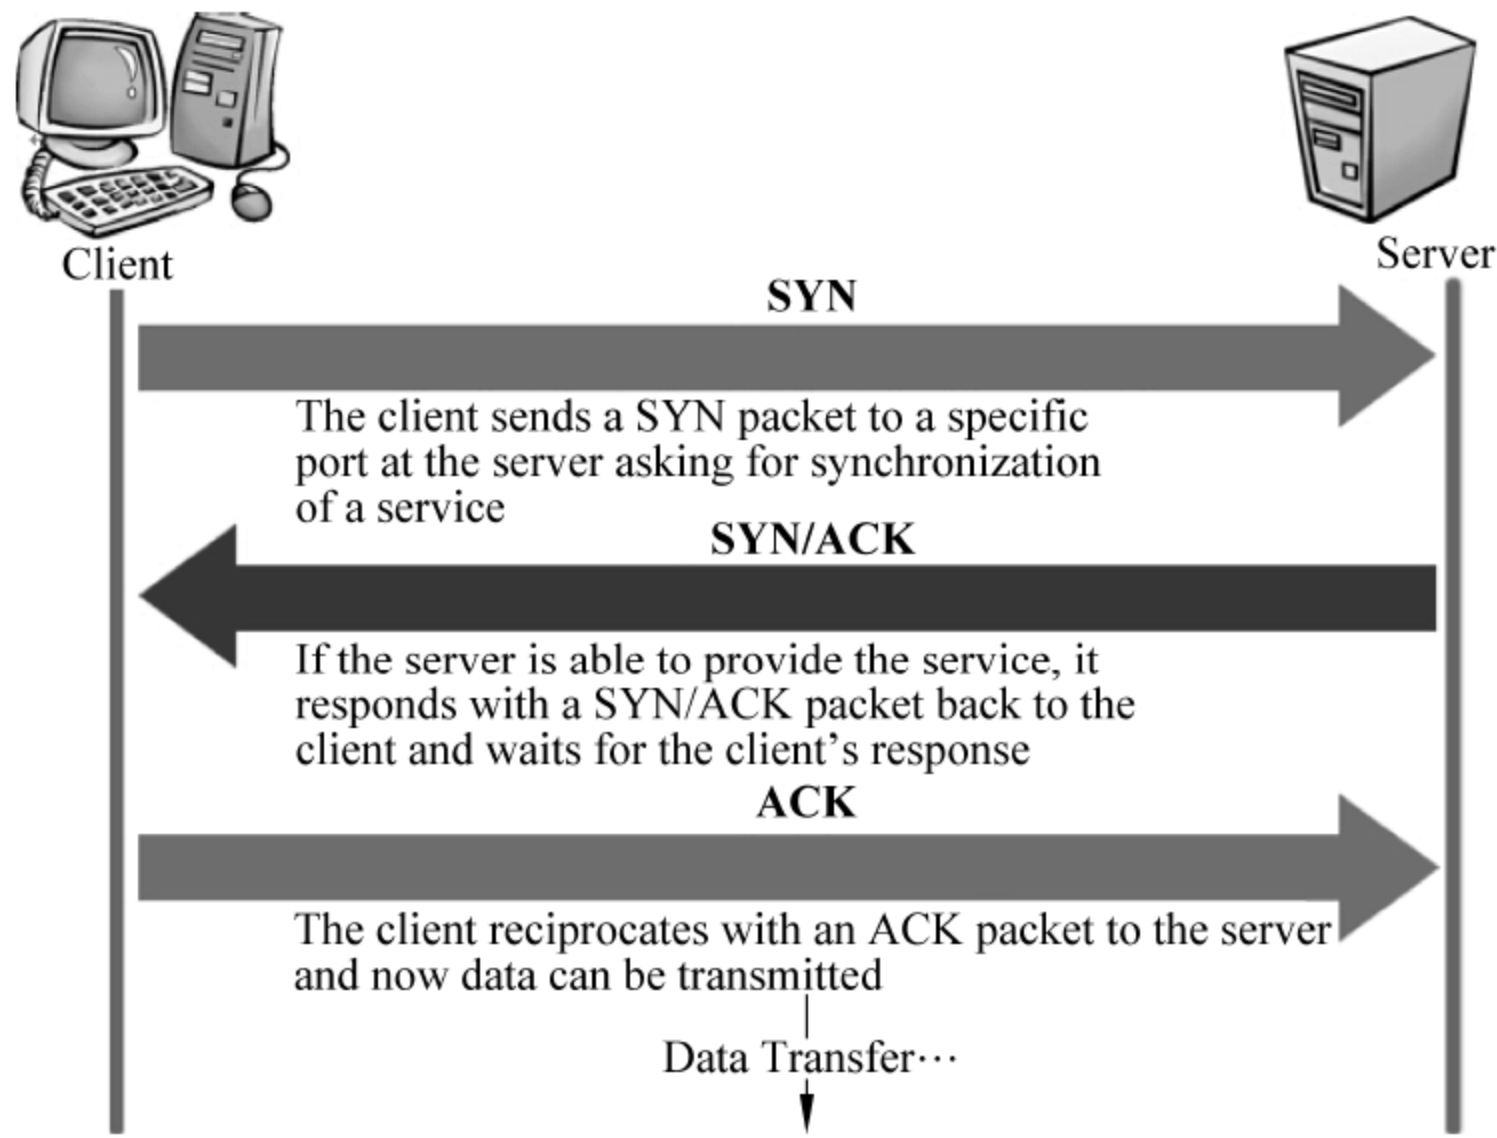 Client
Server
SYN
The client sends a SYN packet to a specific
port at the server asking for synchronization
of a service
SYN/ACK
If the server is able to provide the service, it
responds with a SYN/ACK packet back to the
client and waits for the client’s response
ACK
The client reciprocates with an ACK packet to the server
and now data can be transmitted
Data Transfer···